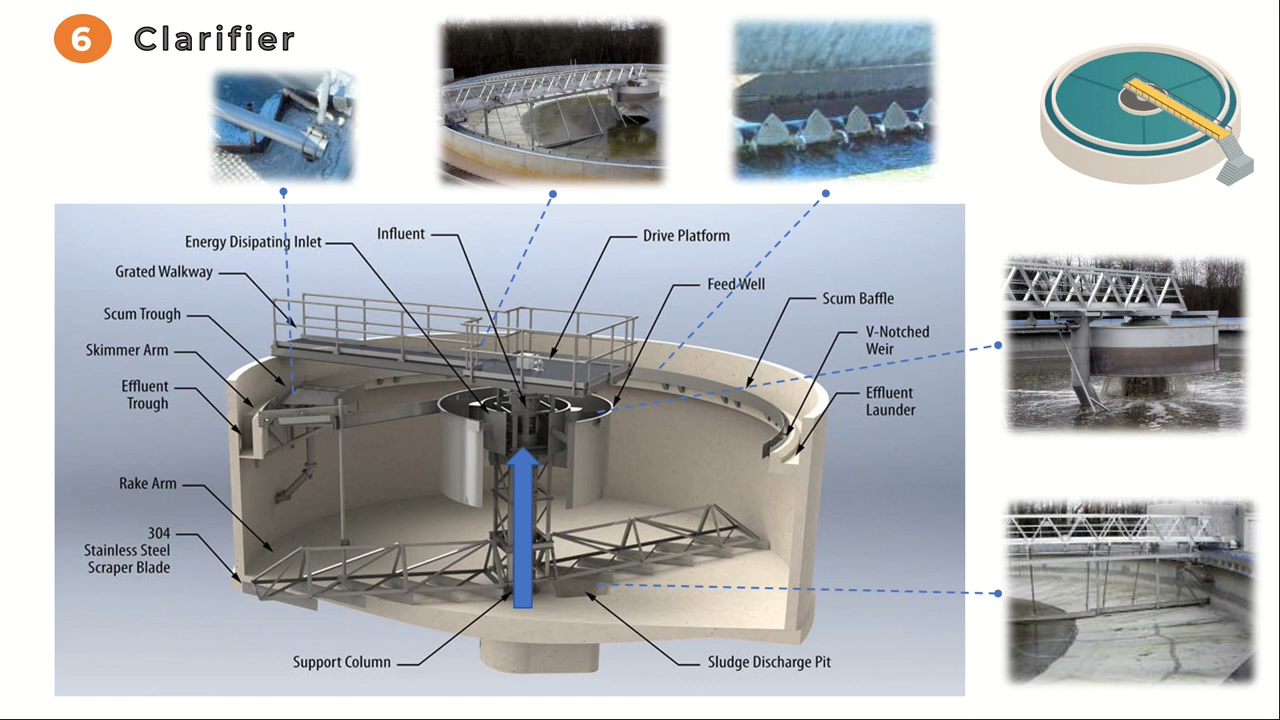 6 Clarifier
Energy Disipating Inlet
Influent
Drive Platform
Grated Walkway
Feed Well
Scum Baffle
Scum Trough
V-Notched
Weir
Skimmer Arm
Effluent
Trough
Effluent
Launder
Rake Arm
304
Stainless Steel
Scraper Blade
Support Column
Sludge Discharge Pit